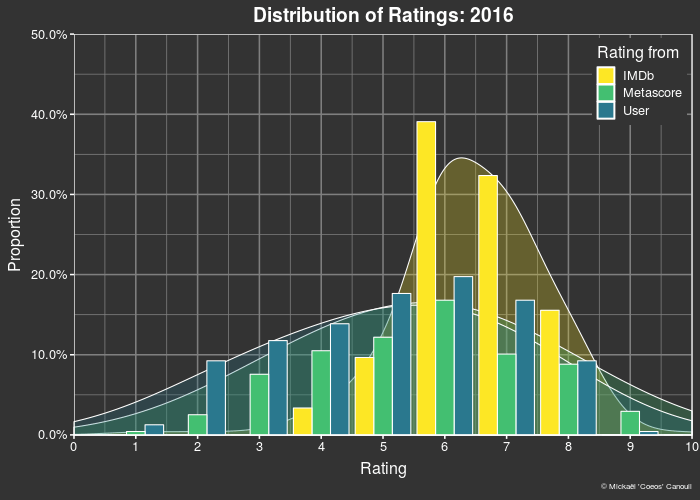 Distribution of Ratings: 2016
50.0%
40.0%
30.0%
20.0%
10.0%
0.0%
Proportion
Rating from
IMDb
Metascore
User
0 1 2 3 4 5 6 7 8 9 10
Rating
© Mickaël 'Coeos' Canouil